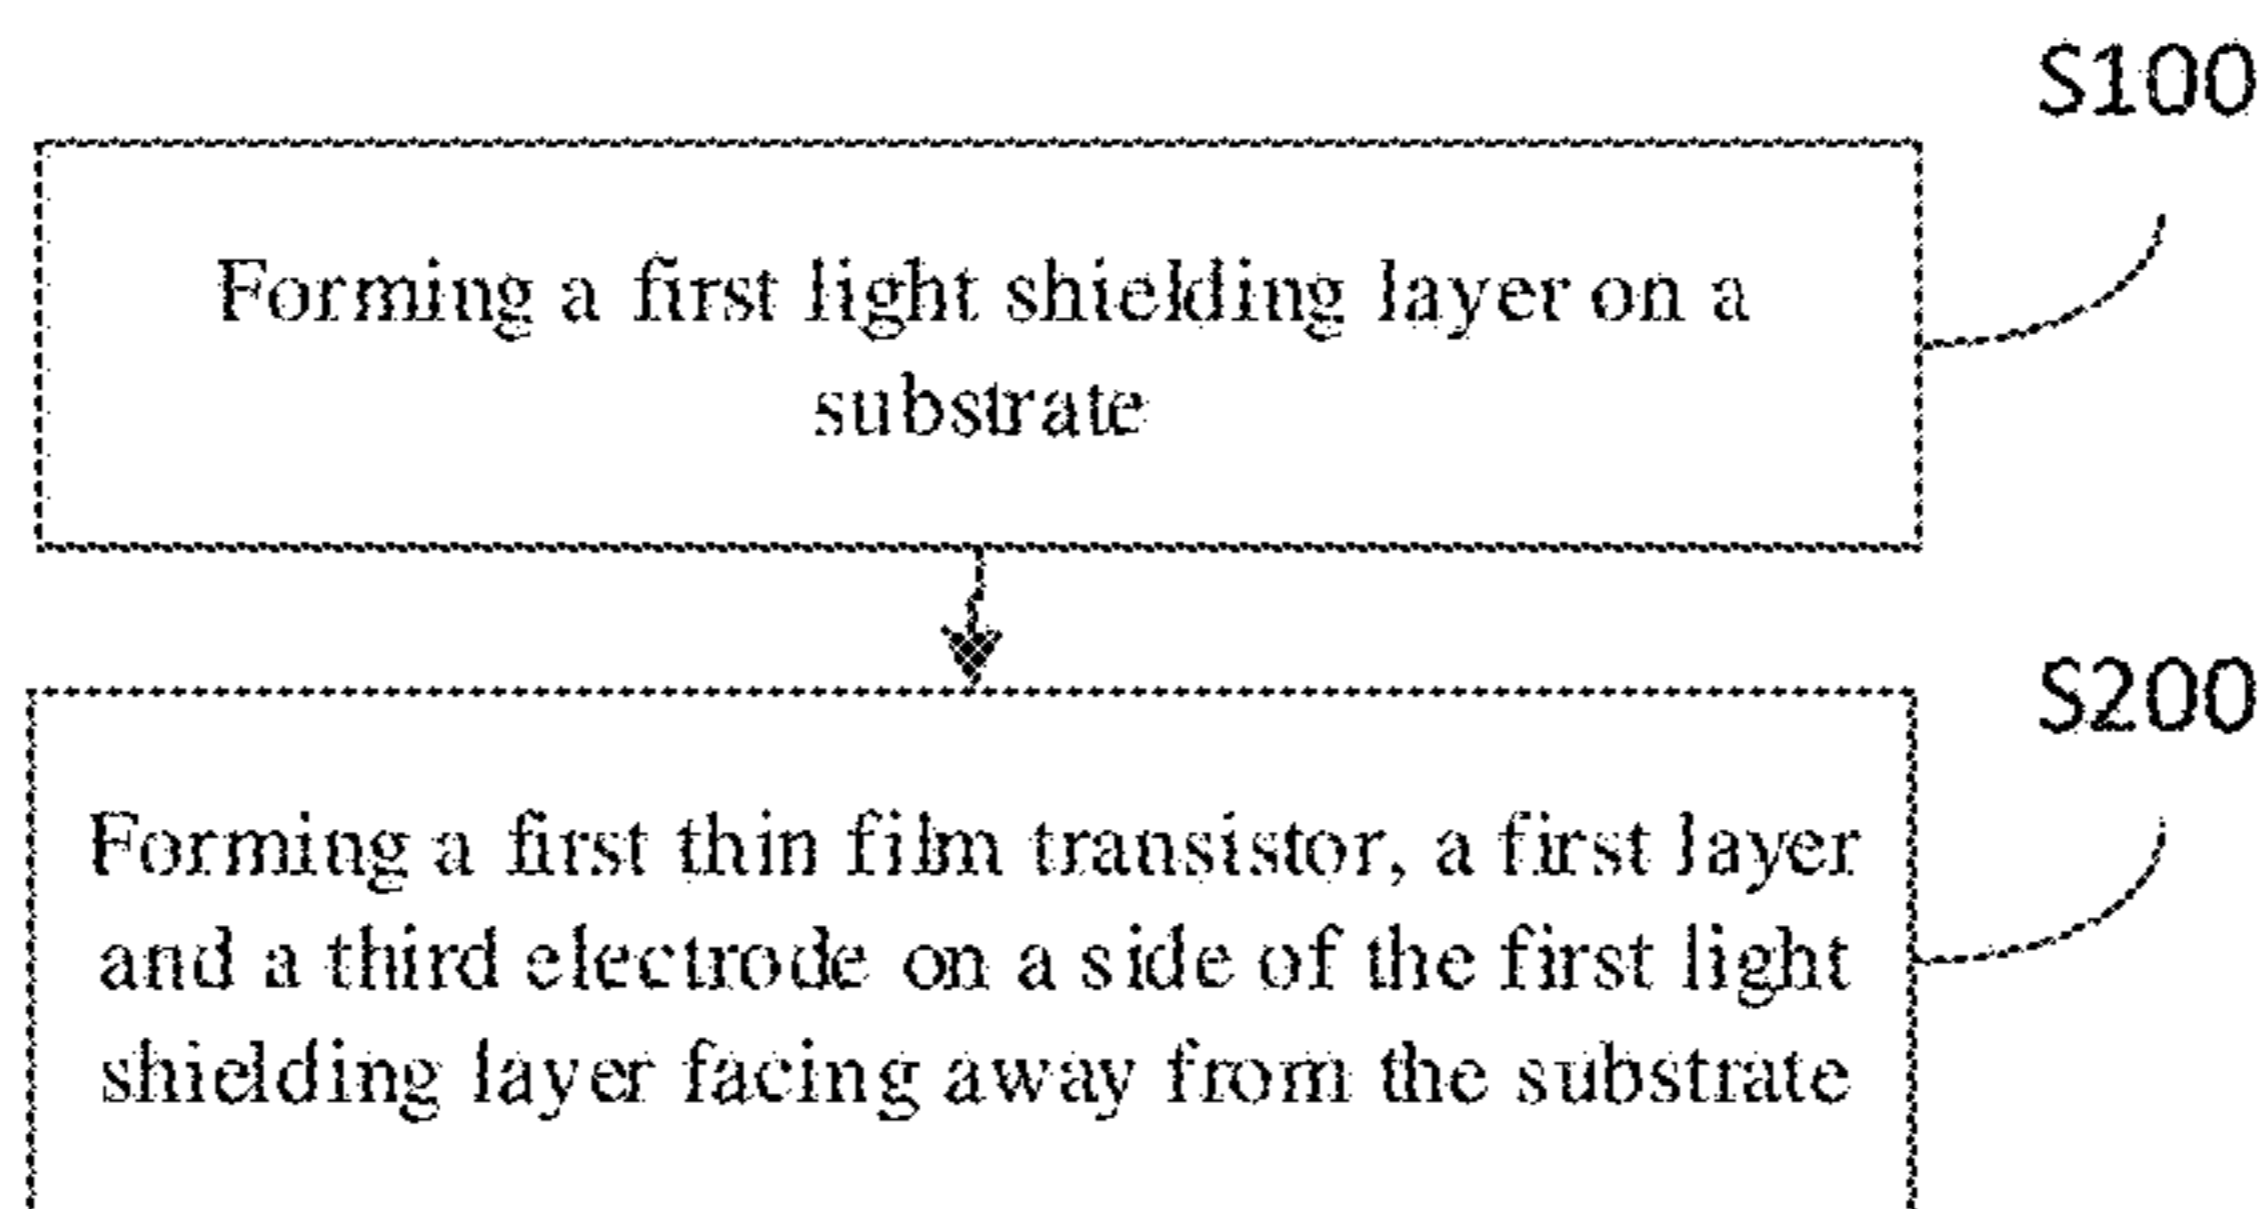 S100
Forming a first light shielding layer on a
substrate
S200
Forming a first thin film transistor, a first layer
and a third electrode on a side of the first light
shielding layer facing away from the substrate